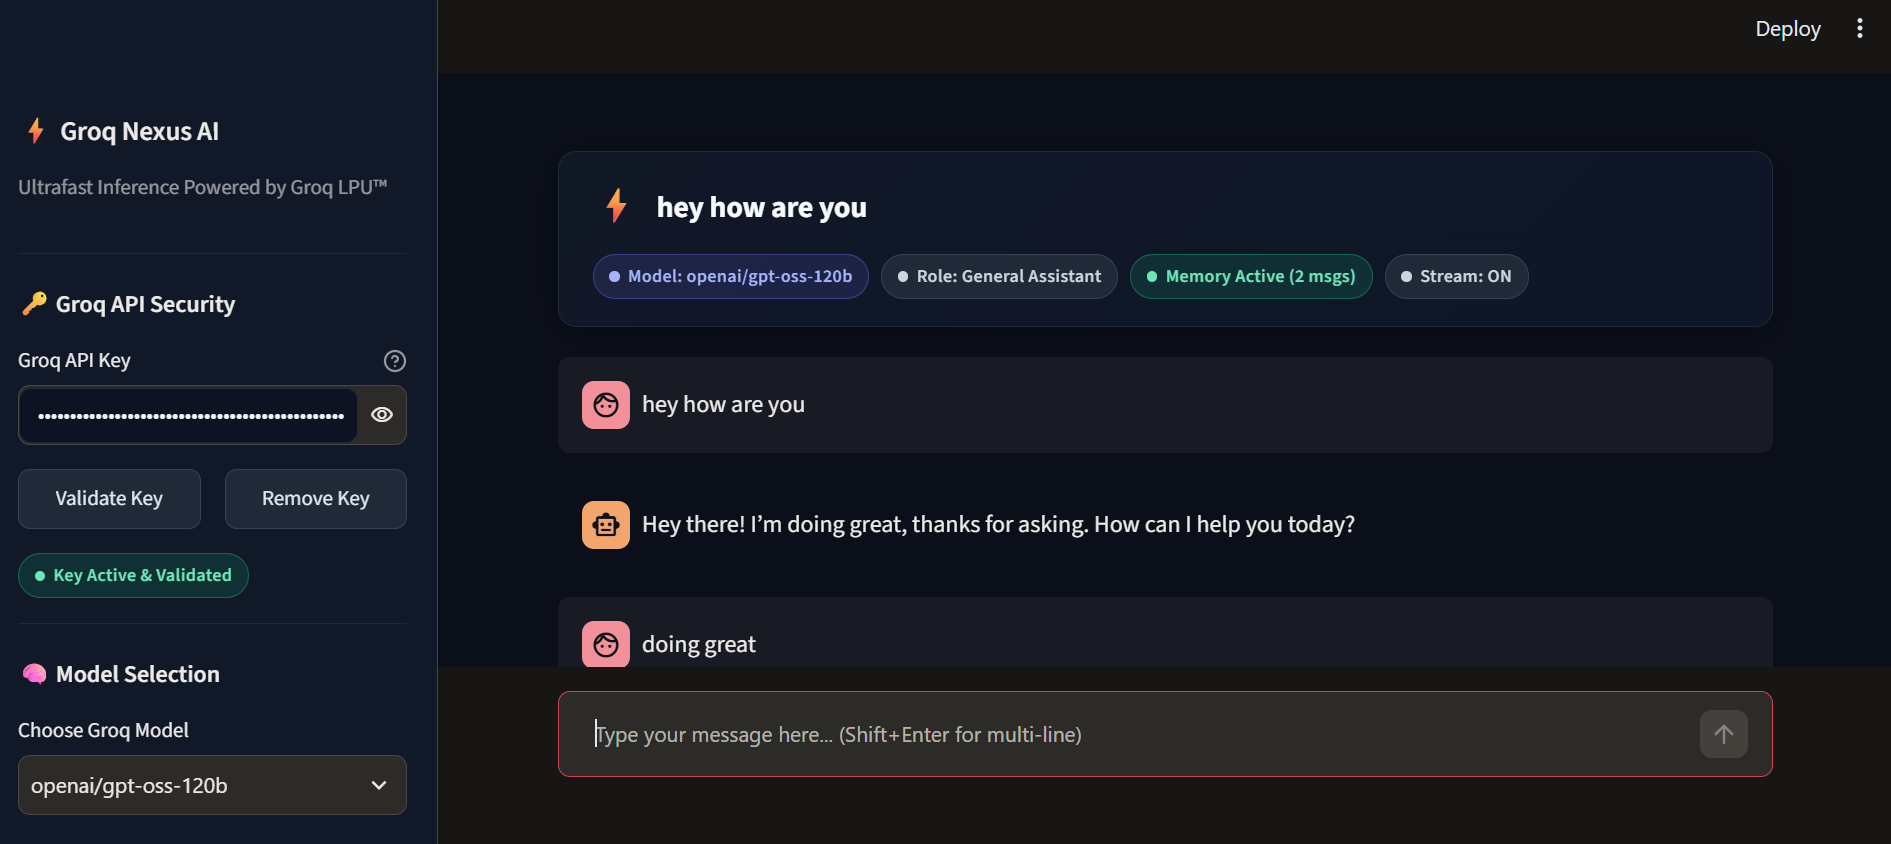 Deploy
Groq Nexus AI
Ultrafast Inference Powered by Groq LPU™
Groq API Security
Groq API Key
Validate Key
Remove Key
Key Active & Validated
Model Selection
Choose Groq Model
openai/gpt-oss-120b
hey how are you
Model: openai/gpt-oss-120b
Role: General Assistant
Memory Active (2 msgs)
Stream: ON
hey how are you
Hey there! I’m doing great, thanks for asking. How can I help you today?
doing great
Type your message here... (Shift+Enter for multi-line)